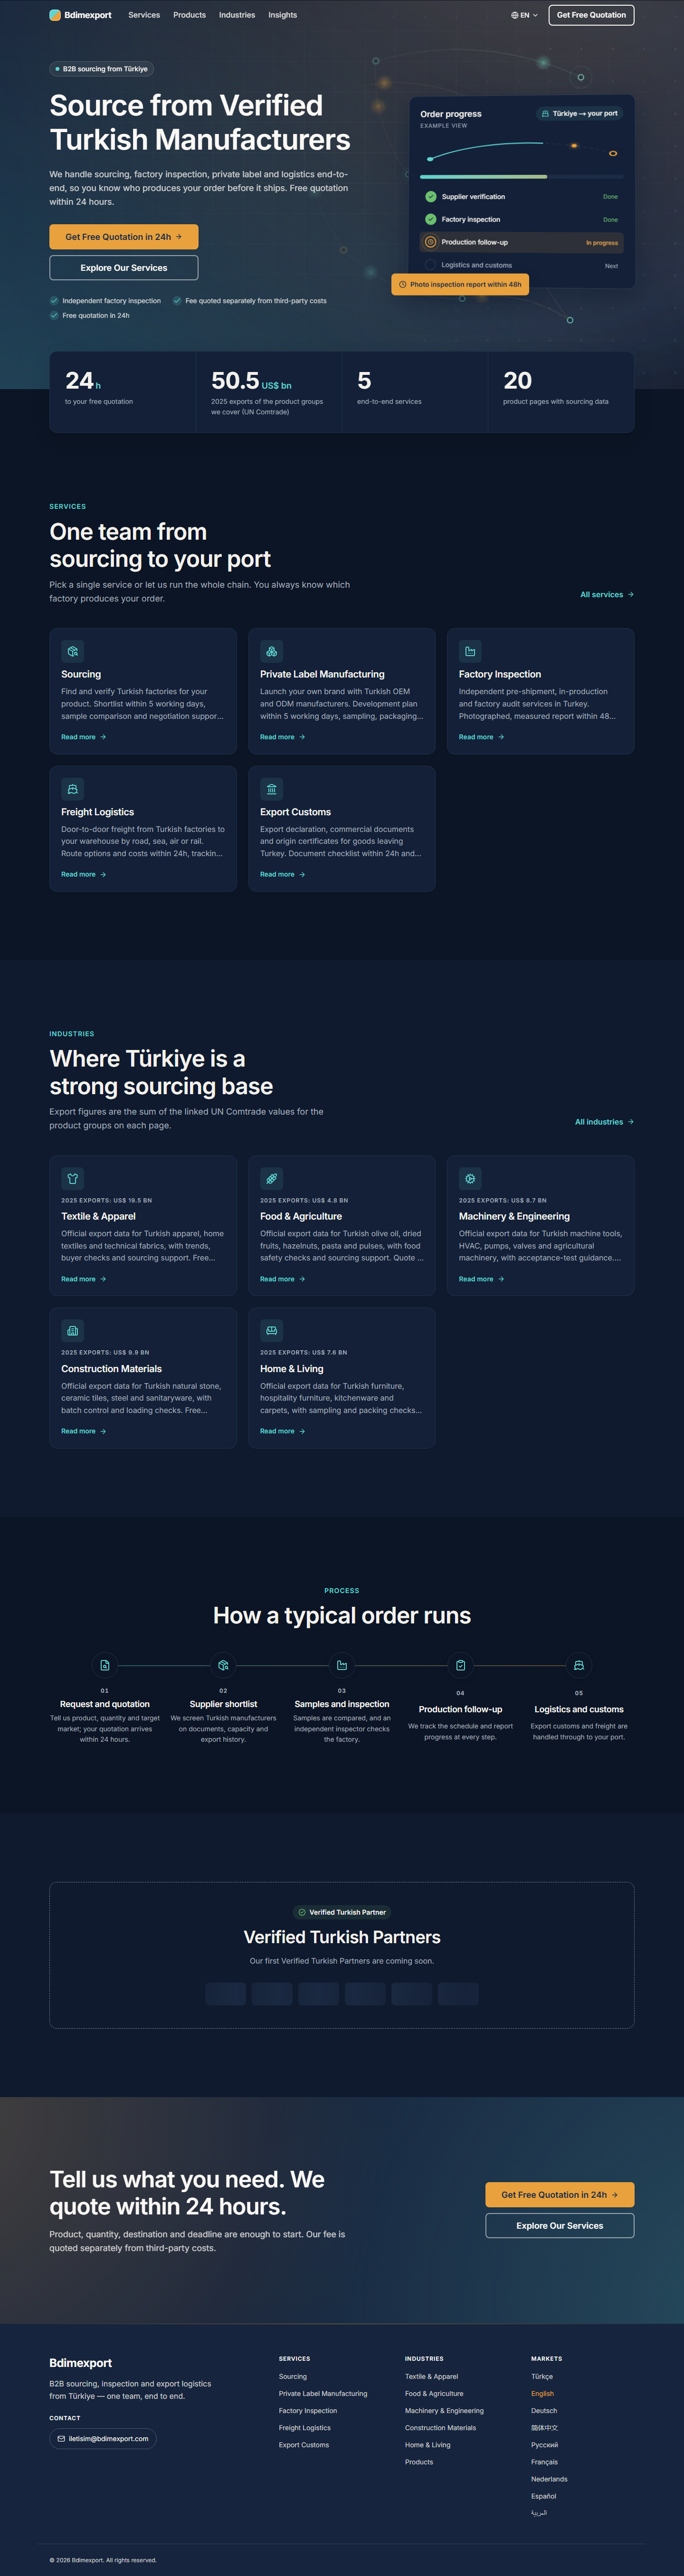 Bdimexport
Services
Products
Industries
Insights
EN
Get Free Quotation
B2B sourcing from Türkiye
Source from Verified
Turkish Manufacturers
We handle sourcing, factory inspection, private label and logistics end-to-
end, so you know who produces your order before it ships. Free quotation
within 24 hours.
Get Free Quotation in 24h
Explore Our Services
Independent factory inspection
Fee quoted separately from third-party costs
Free quotation in 24h
Order progress
EXAMPLE VIEW
Türkiye → your port
Supplier verification
Done
Factory inspection
Done
Production follow-up
In progress
Logistics and customs
Next
Photo inspection report within 48h
24 h
to your free quotation
50.5 US$ bn
2025 exports of the product groups
we cover (UN Comtrade)
5
end-to-end services
20
product pages with sourcing data
SERVICES
One team from
sourcing to your port
Pick a single service or let us run the whole chain. You always know which
factory produces your order.
All services
Sourcing
Find and verify Turkish factories for your
product. Shortlist within 5 working days,
sample comparison and negotiation suppor...
Read more
Private Label Manufacturing
Launch your own brand with Turkish OEM
and ODM manufacturers. Development plan
within 5 working days, sampling, packaging...
Read more
Factory Inspection
Independent pre-shipment, in-production
and factory audit services in Turkey.
Photographed, measured report within 48...
Read more
Freight Logistics
Door-to-door freight from Turkish factories to
your warehouse by road, sea, air or rail.
Route options and costs within 24h, trackin...
Read more
Export Customs
Export declaration, commercial documents
and origin certificates for goods leaving
Turkey. Document checklist within 24h and...
Read more
INDUSTRIES
Where Türkiye is a
strong sourcing base
Export figures are the sum of the linked UN Comtrade values for the
product groups on each page.
All industries
2025 EXPORTS: US$ 19.5 BN
Textile & Apparel
Official export data for Turkish apparel, home
textiles and technical fabrics, with trends,
buyer checks and sourcing support. Free...
Read more
2025 EXPORTS: US$ 4.8 BN
Food & Agriculture
Official export data for Turkish olive oil, dried
fruits, hazelnuts, pasta and pulses, with food
safety checks and sourcing support. Quote ...
Read more
2025 EXPORTS: US$ 8.7 BN
Machinery & Engineering
Official export data for Turkish machine tools,
HVAC, pumps, valves and agricultural
machinery, with acceptance-test guidance....
Read more
2025 EXPORTS: US$ 9.9 BN
Construction Materials
Official export data for Turkish natural stone,
ceramic tiles, steel and sanitaryware, with
batch control and loading checks. Free...
Read more
2025 EXPORTS: US$ 7.6 BN
Home & Living
Official export data for Turkish furniture,
hospitality furniture, kitchenware and
carpets, with sampling and packing checks...
Read more
PROCESS
How a typical order runs
01
Request and quotation
Tell us product, quantity and target
market; your quotation arrives
within 24 hours.
02
Supplier shortlist
We screen Turkish manufacturers
on documents, capacity and
export history.
03
Samples and inspection
Samples are compared, and an
independent inspector checks
the factory.
04
Production follow-up
We track the schedule and report
progress at every step.
05
Logistics and customs
Export customs and freight are
handled through to your port.
Verified Turkish Partner
Verified Turkish Partners
Our first Verified Turkish Partners are coming soon.
Tell us what you need. We
quote within 24 hours.
Product, quantity, destination and deadline are enough to start. Our fee is
quoted separately from third-party costs.
Get Free Quotation in 24h
Explore Our Services
Bdimexport
B2B sourcing, inspection and export logistics
from Türkiye — one team, end to end.
CONTACT
iletisim@bdimexport.com
SERVICES
Sourcing
Private Label Manufacturing
Factory Inspection
Freight Logistics
Export Customs
INDUSTRIES
Textile & Apparel
Food & Agriculture
Machinery & Engineering
Construction Materials
Home & Living
Products
MARKETS
Türkçe
English
Deutsch
简体中文
Русский
Français
Nederlands
Español
العربية
© 2026 Bdimexport. All rights reserved.